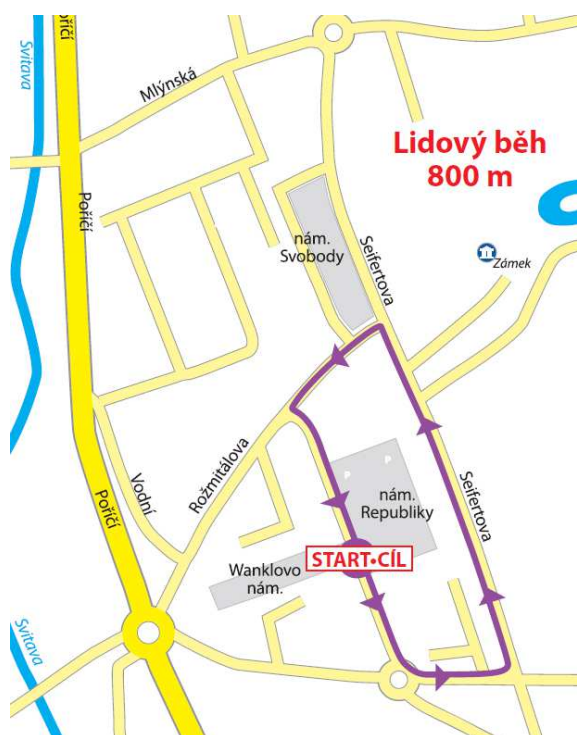 Svitava
Poříčí
Mlýnská
Lidový běh
800 m
Poříčí
nám.
Svobody
Seifertova
Zámek
Rožmitálova
Vodní
Poříčí
nám.
Republiky
Seifertova
START•CÍL
Wanklovo
nám.
Svitava